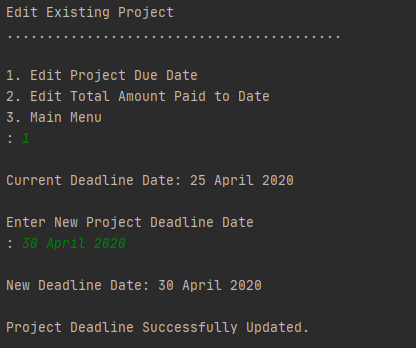 Edit Existing Project
..........................................
1. Edit Project Due Date
2. Edit Total Amount Paid to Date
3. Main Menu
: 1
Current Deadline Date: 25 April 2020
Enter New Project Deadline Date
: 30 April 2020
New Deadline Date: 30 April 2020
Project Deadline Successfully Updated.